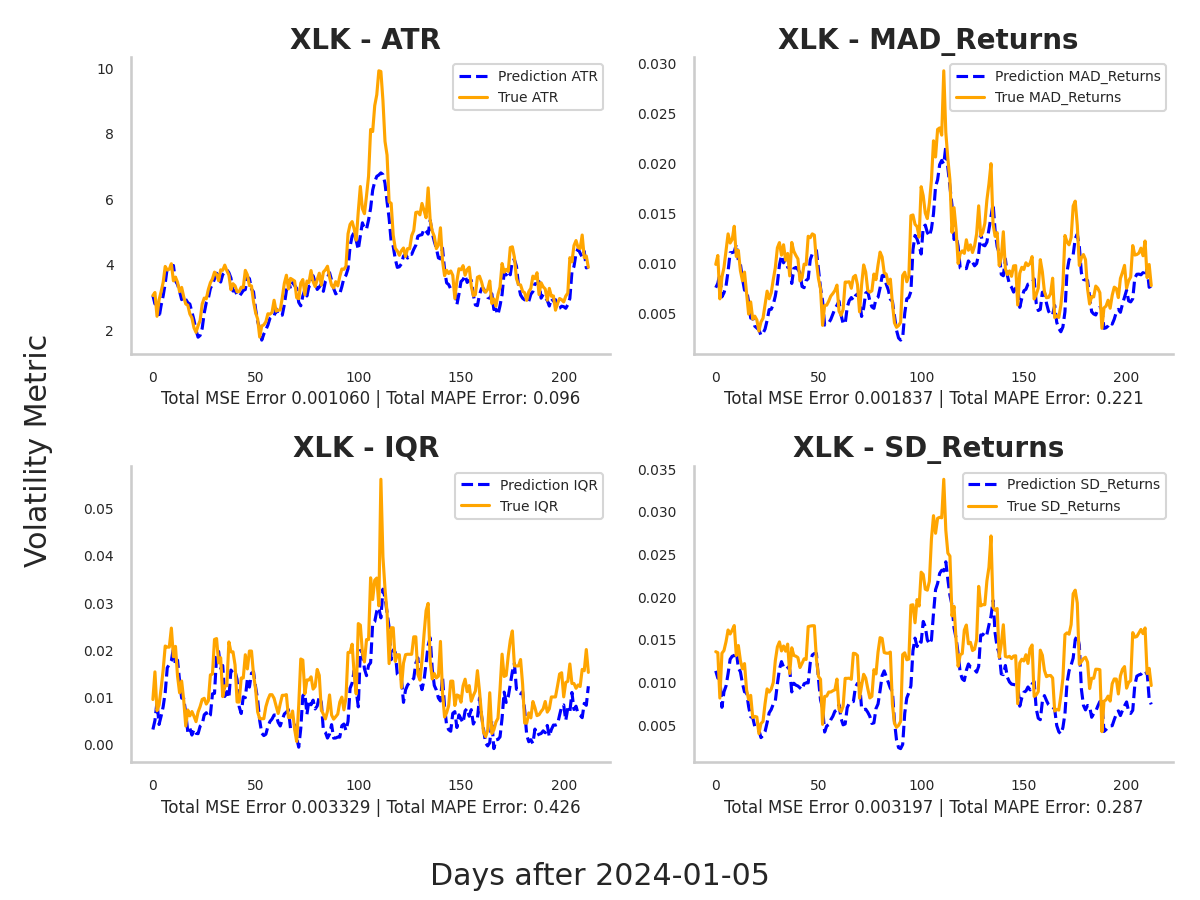 XLK - ATR
10
8
6
4
2
0 50 100 150 200
Prediction ATR
True ATR
Total MSE Error 0.001060 | Total MAPE Error: 0.096
XLK - MAD_Returns
0.030
0.025
0.020
0.015
0.010
0.005
0 50 100 150 200
Prediction MAD_Returns
True MAD_Returns
Total MSE Error 0.001837 | Total MAPE Error: 0.221
Volatility Metric
XLK - IQR
0.05
0.04
0.03
0.02
0.01
0.00
0 50 100 150 200
Prediction IQR
True IQR
Total MSE Error 0.003329 | Total MAPE Error: 0.426
XLK - SD_Returns
0.035
0.030
0.025
0.020
0.015
0.010
0.005
0 50 100 150 200
Prediction SD_Returns
True SD_Returns
Total MSE Error 0.003197 | Total MAPE Error: 0.287
Days after 2024-01-05